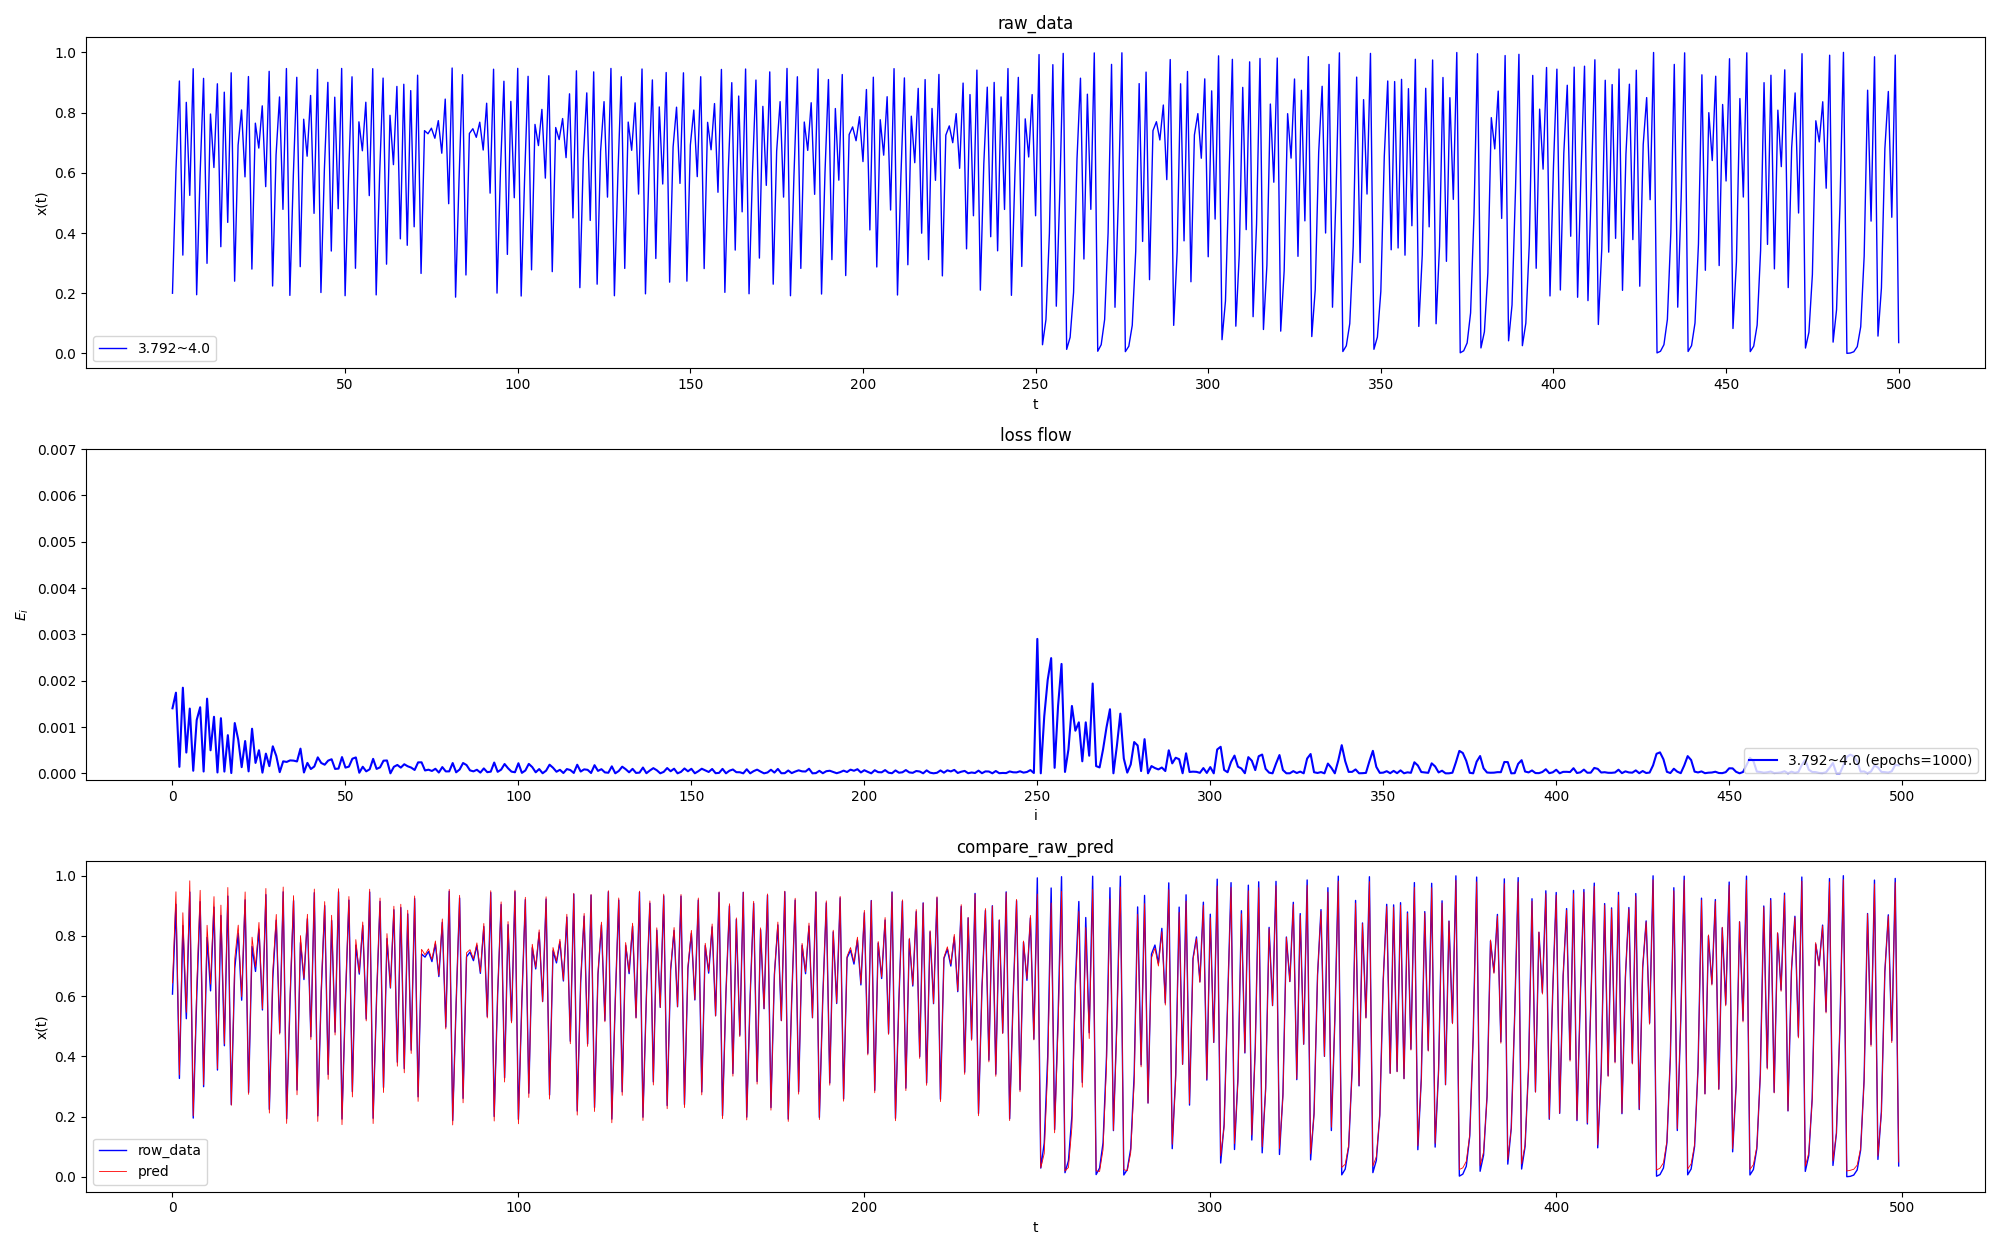 raw_data
1.0
0.8
0.6
0.4
0.2
0.0
x(t)
3.792~4.0
50 100 150 200 250 300 350 400 450 500
t
loss flow
0.007
0.006
0.005
0.004
0.003
0.002
0.001
0.000
E_i
3.792~4.0 (epochs=1000)
0 50 100 150 200 250 300 350 400 450 500
i
compare_raw_pred
1.0
0.8
0.6
0.4
0.2
0.0
x(t)
row_data
pred
0 100 200 300 400 500
t